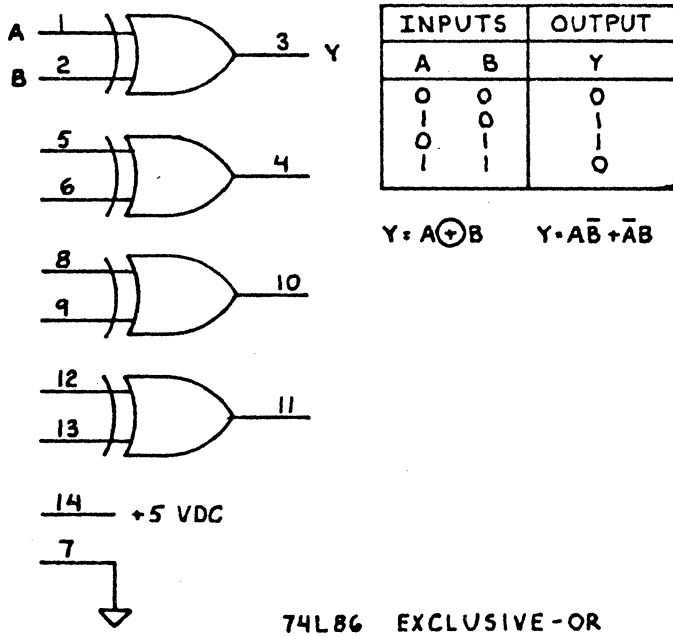 A 1
B 2
3 Y
5
6
4
8
9
10
12
13
11
14 +5 VDC
7
INPUTS OUTPUT
A B Y
0 0 0
1 0 1
0 1 1
1 1 0
Y = A ⊕ B Y = AB̅ + A̅B
74L86 EXCLUSIVE-OR